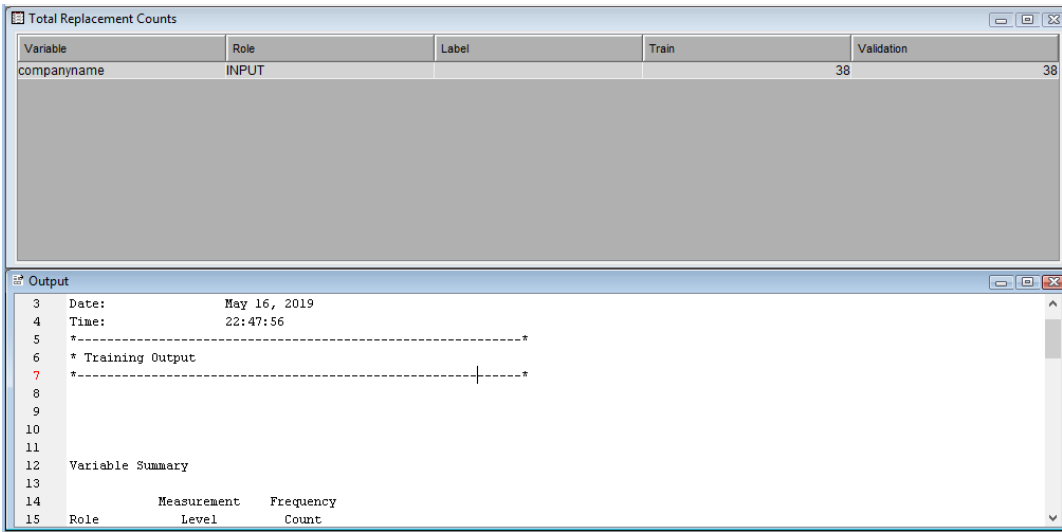 Total Replacement Counts
Variable Role Label Train Validation
companyname INPUT 38 38
Output
3 Date: May 16, 2019
4 Time: 22:47:56
5 *------------------------------------------------------------*
6 * Training Output
7 *------------------------------------------------------------*
8
9
10
11
12 Variable Summary
13
14 Measurement Frequency
15 Role Level Count